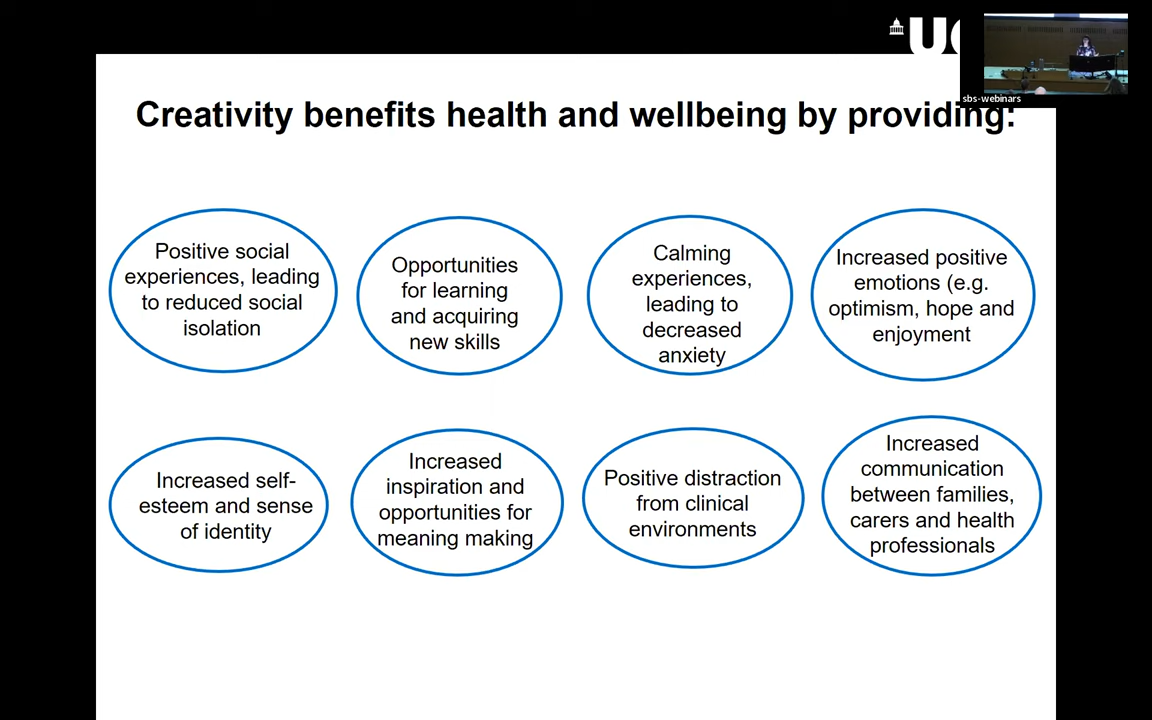 Creativity benefits health and wellbeing by providing:
sbs-webinars
Positive social
experiences, leading
to reduced social
isolation
Opportunities
for learning
and acquiring
new skills
Calming
experiences,
leading to
decreased
anxiety
Increased positive
emotions (e.g.
optimism, hope and
enjoyment
Increased self-
esteem and sense
of identity
Increased
inspiration and
opportunities for
meaning making
Positive distraction
from clinical
environments
Increased
communication
between families,
carers and health
professionals